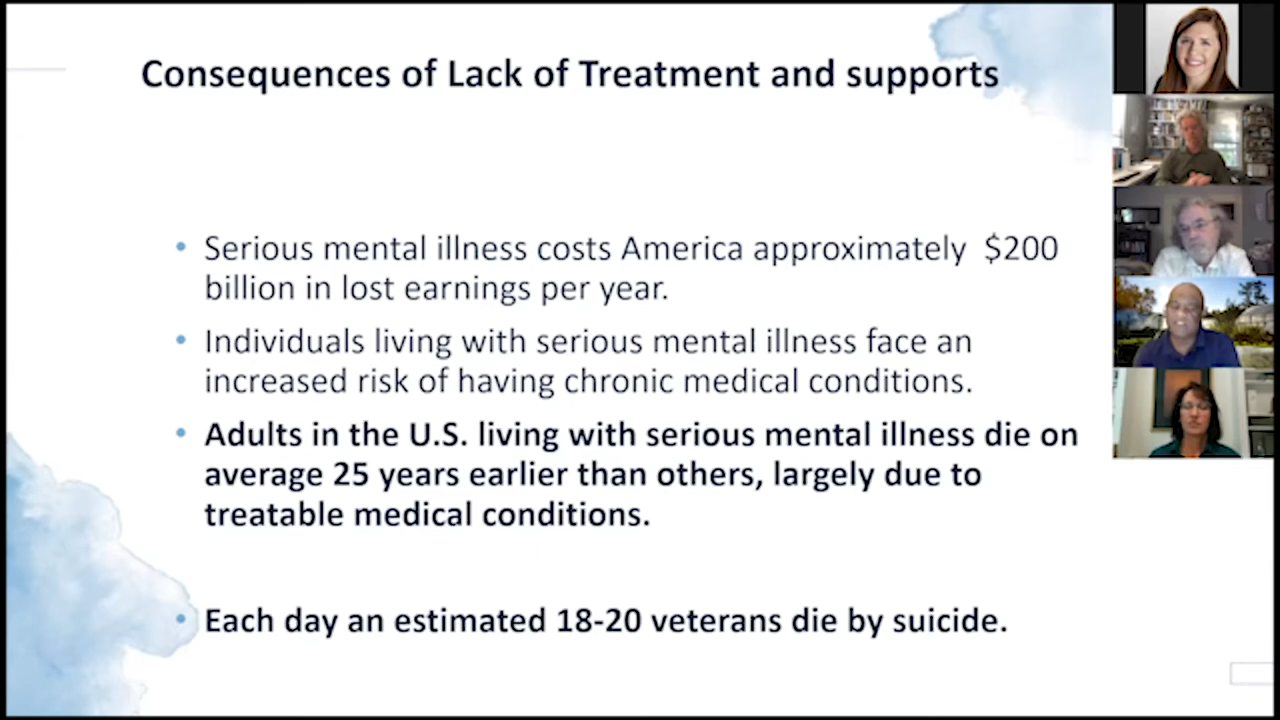 Consequences of Lack of Treatment and supports
• Serious mental illness costs America approximately $200
billion in lost earnings per year.
• Individuals living with serious mental illness face an
increased risk of having chronic medical conditions.
• Adults in the U.S. living with serious mental illness die on
average 25 years earlier than others, largely due to
treatable medical conditions.
• Each day an estimated 18-20 veterans die by suicide.